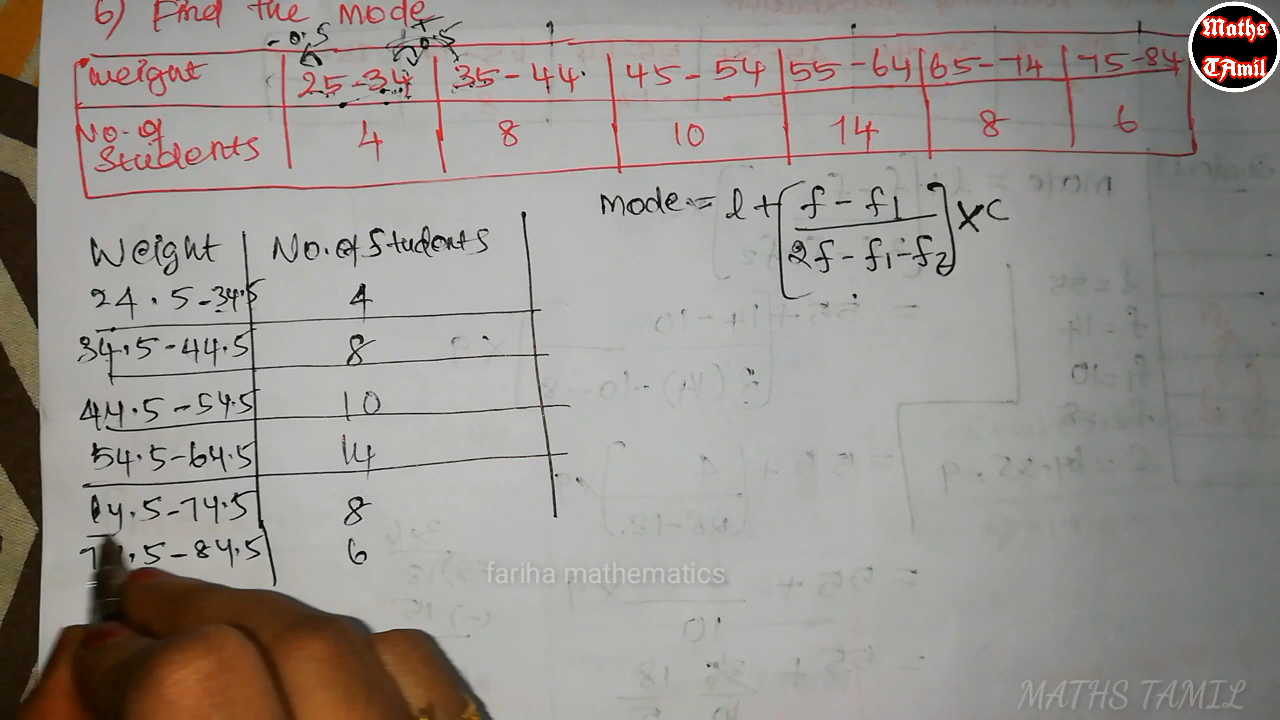 6) Find the mode
-0.5 +0.5
weight 25-34 35-44 45-54 55-64 65-74 75-84
No. of Students 4 8 10 14 8 6
mode = l + [f - f1 / 2f - f1 - f2] × c
Weight No. of Students
24.5-34.5 4
34.5-44.5 8
44.5-54.5 10
54.5-64.5 14
.5-74.5 8
.5-84.5 6
fariha mathematics
MATHS TAMIL
Maths
TAmil